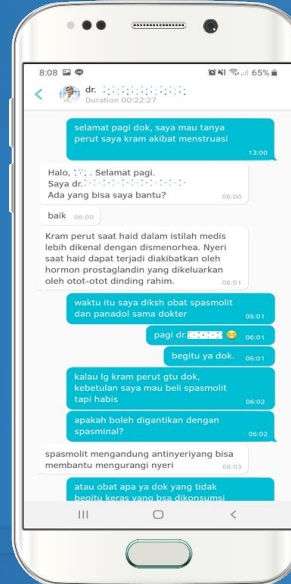 8:08
65%
dr.
Duration 00:22:27
selamat pagi dok, saya mau tanya
perut saya kram akibat menstruasi
13:00
Halo, . Selamat pagi.
Saya dr.
Ada yang bisa saya bantu?
06:00
baik 06:00
Kram perut saat haid dalam istilah medis
lebih dikenal dengan dismenorhea. Nyeri
saat haid dapat terjadi diakibatkan oleh
hormon prostaglandin yang dikeluarkan
oleh otot-otot dinding rahim.
06:01
waktu itu saya diksh obat spasmolit
dan panadol sama dokter
06:01
pagi dr.
06:01
begitu ya dok.
06:01
kalau lg kram perut gtu dok,
kebetulan saya mau beli spasmolit
tapi habis
06:02
apakah boleh digantikan dengan
spasminal?
06:02
spasmolit mengandung antinyeriyang bisa
membantu mengurangi nyeri
06:03
atau obat apa ya dok yang tidak
begitu keras yang bsa dikonsumsi